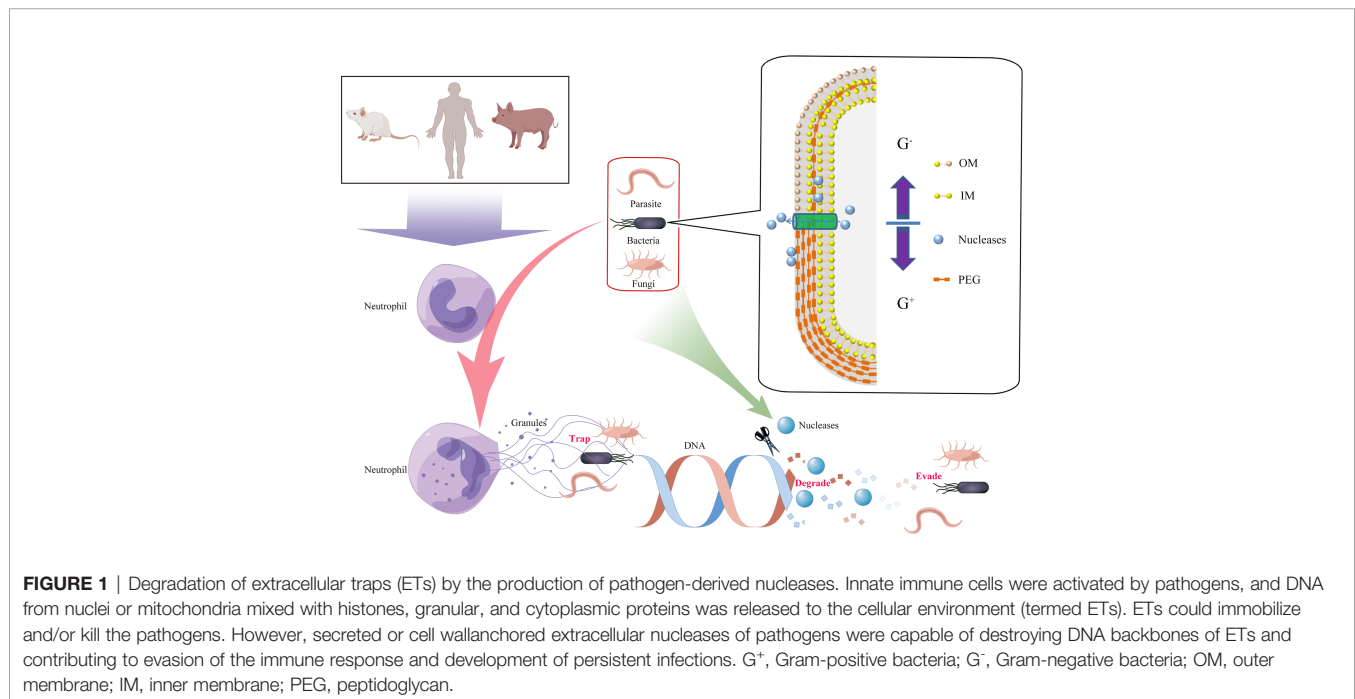 Parasite
Bacteria
Fungi
G-
OM
IM
Nucleases
PEG
G+
Neutrophil
Neutrophil
Granules
Trap
DNA
Nucleases
Degrade
Evade
FIGURE 1 | Degradation of extracellular traps (ETs) by the production of pathogen-derived nucleases. Innate immune cells were activated by pathogens, and DNA
from nuclei or mitochondria mixed with histones, granular, and cytoplasmic proteins was released to the cellular environment (termed ETs). ETs could immobilize
and/or kill the pathogens. However, secreted or cell wallanchored extracellular nucleases of pathogens were capable of destroying DNA backbones of ETs and
contributing to evasion of the immune response and development of persistent infections. G+, Gram-positive bacteria; G-, Gram-negative bacteria; OM, outer
membrane; IM, inner membrane; PEG, peptidoglycan.